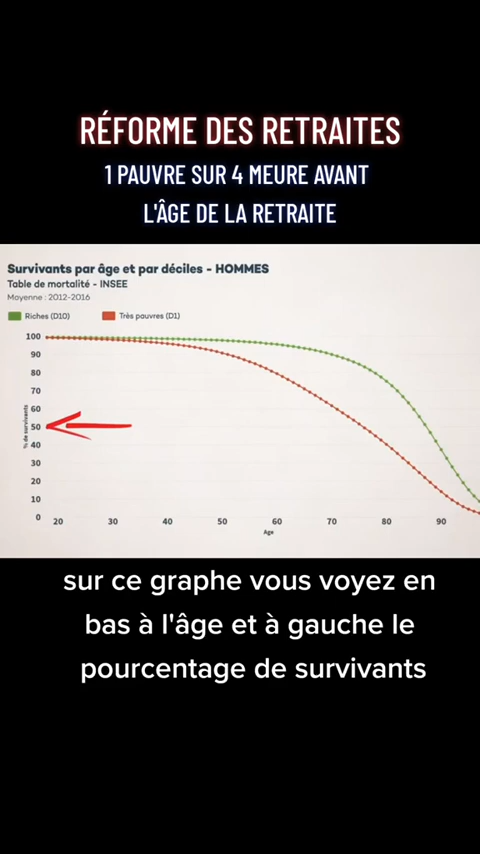 RÉFORME DES RETRAITES
1 PAUVRE SUR 4 MEURE AVANT
L'ÂGE DE LA RETRAITE
Survivants par âge et par déciles - HOMMES
Table de mortalité - INSEE
Moyenne : 2012-2016
Riches (D10) Très pauvres (D1)
100
90
80
70
60
50
40
30
20
10
0
% de survivants
20 30 40 50 60 70 80 90
Age
sur ce graphe vous voyez en
bas à l'âge et à gauche le
pourcentage de survivants